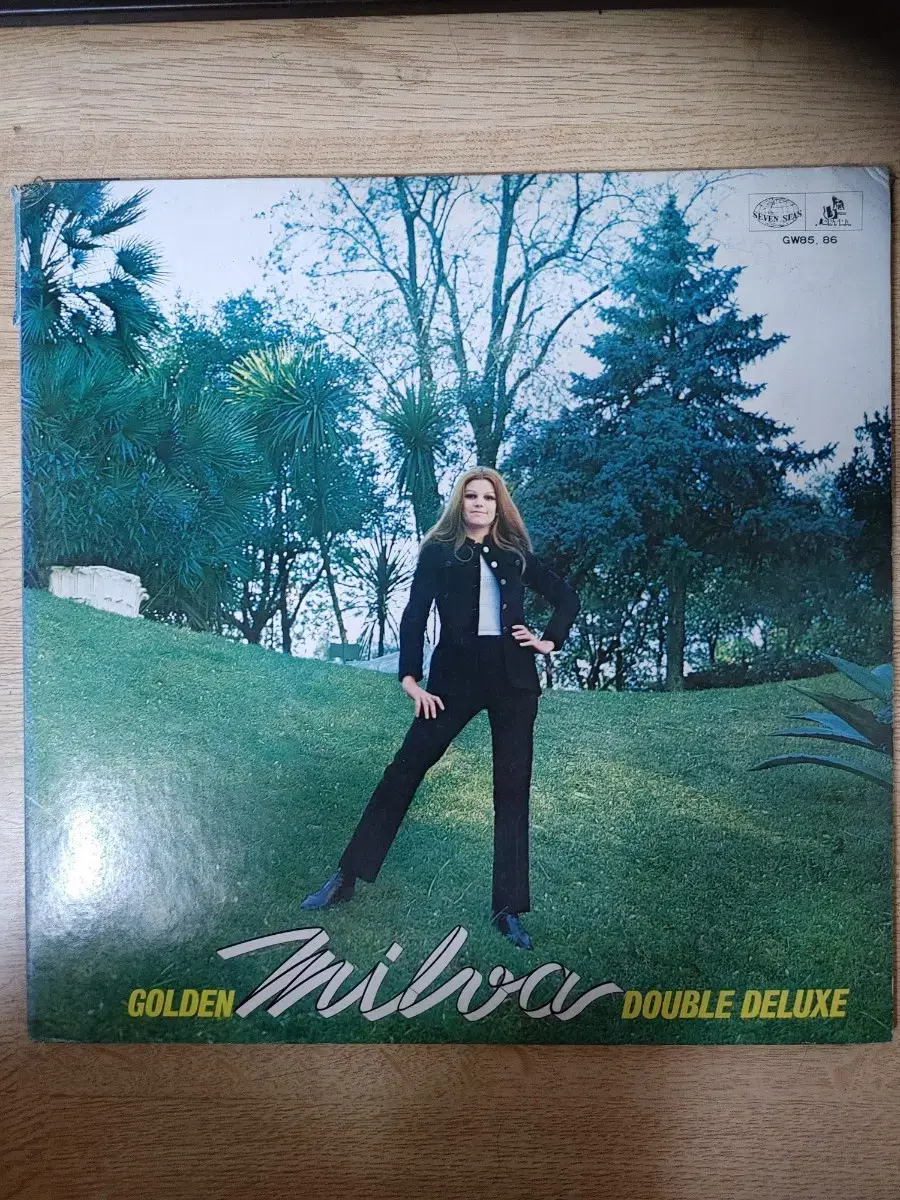 SEVEN SEAS
GW85, 86
GOLDEN Milva DOUBLE DELUXE